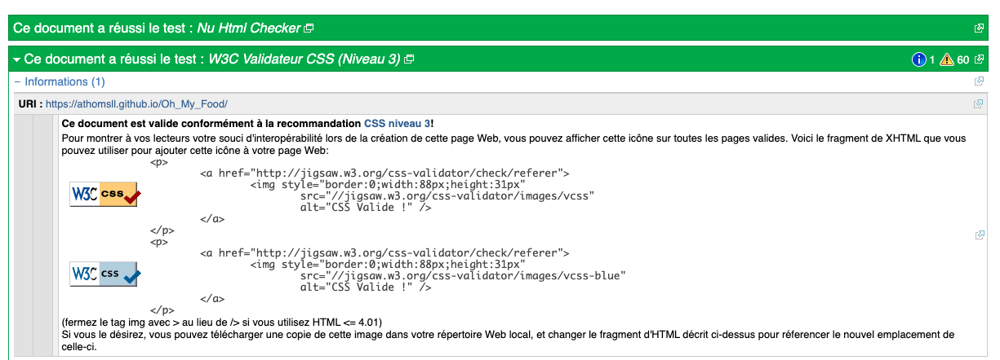 Ce document a réussi le test : Nu Html Checker
Ce document a réussi le test : W3C Validateur CSS (Niveau 3) 1 60
– Informations (1)
URI : https://athomsll.github.io/Oh_My_Food/
Ce document est valide conformément à la recommandation CSS niveau 3!
Pour montrer à vos lecteurs votre souci d'interopérabilité lors de la création de cette page Web, vous pouvez afficher cette icône sur toutes les pages valides. Voici le fragment de XHTML que vous
pouvez utiliser pour ajouter cette icône à votre page Web:
<p>
<a href="http://jigsaw.w3.org/css-validator/check/referer">
<img style="border:0;width:88px;height:31px"
W3C css
src="//jigsaw.w3.org/css-validator/images/vcss"
alt="CSS Valide !" />
</a>
</p>
<p>
<a href="http://jigsaw.w3.org/css-validator/check/referer">
<img style="border:0;width:88px;height:31px"
W3C css
src="//jigsaw.w3.org/css-validator/images/vcss-blue"
alt="CSS Valide !" />
</a>
</p>
(fermez le tag img avec > au lieu de /> si vous utilisez HTML <= 4.01)
Si vous le désirez, vous pouvez télécharger une copie de cette image dans votre répertoire Web local, et changer le fragment d'HTML décrit ci-dessus pour référencer le nouvel emplacement de
celle-ci.